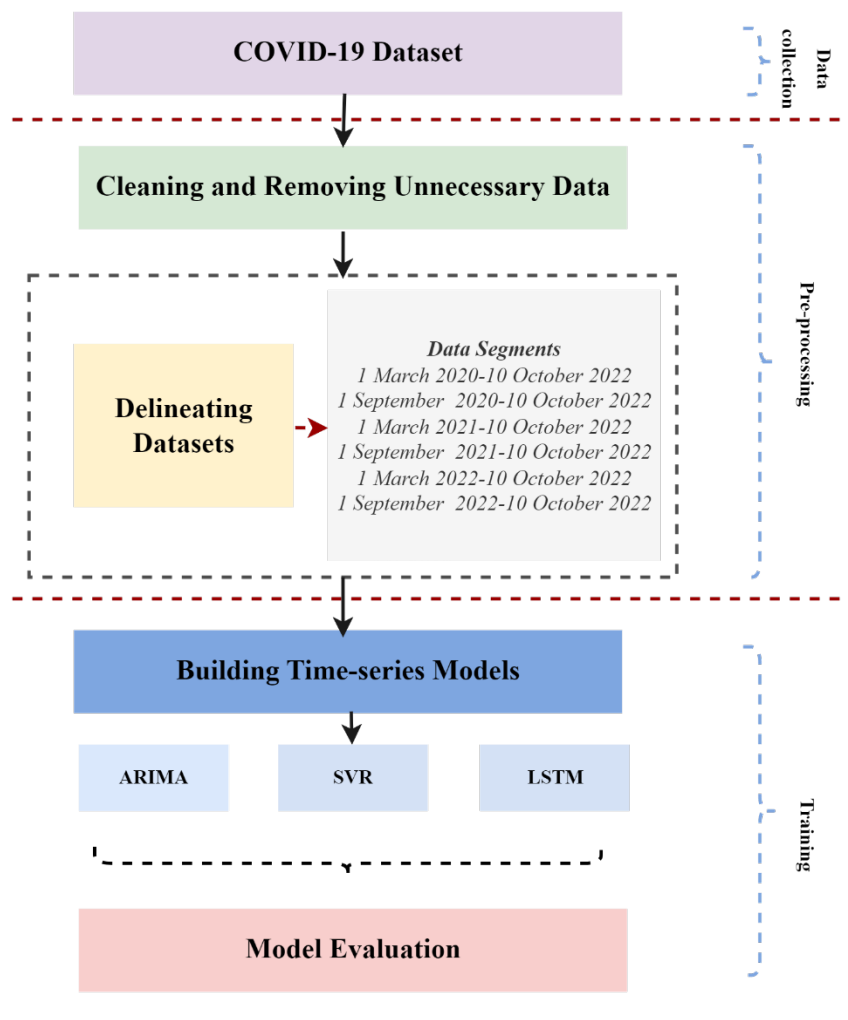 COVID-19 Dataset
Data
collection
Cleaning and Removing Unnecessary Data
Pre-processing
Delineating
Datasets
Data Segments
1 March 2020-10 October 2022
1 September  2020-10 October 2022
1 March 2021-10 October 2022
1 September 2021-10 October 2022
1 March 2022-10 October 2022
1 September  2022-10 October 2022
Building Time-series Models
ARIMA
SVR
LSTM
Training
Model Evaluation